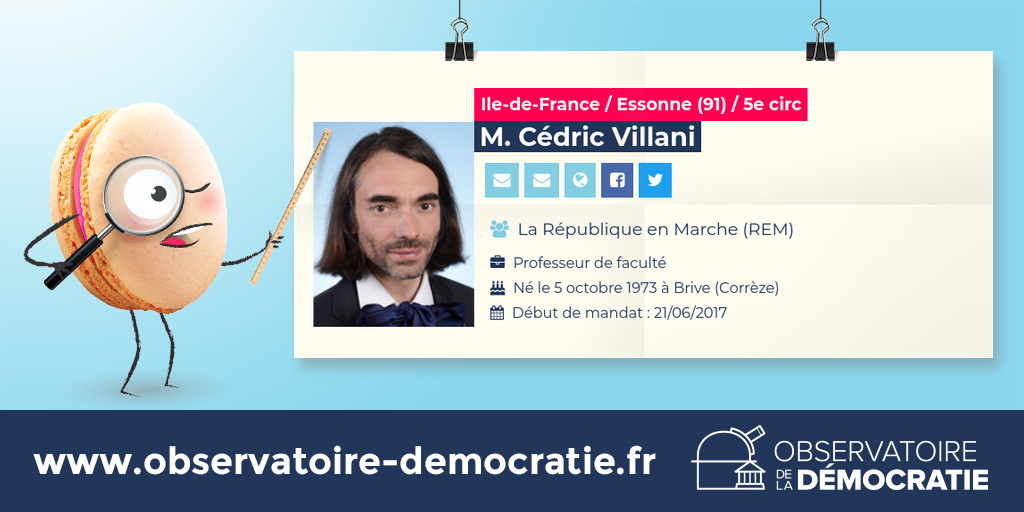 Ile-de-France / Essonne (91) / 5e circ
M. Cédric Villani
La République en Marche (REM)
Professeur de faculté
Né le 5 octobre 1973 à Brive (Corrèze)
Début de mandat : 21/06/2017
www.observatoire-democratie.fr
OBSERVATOIRE
DE LA DÉMOCRATIE